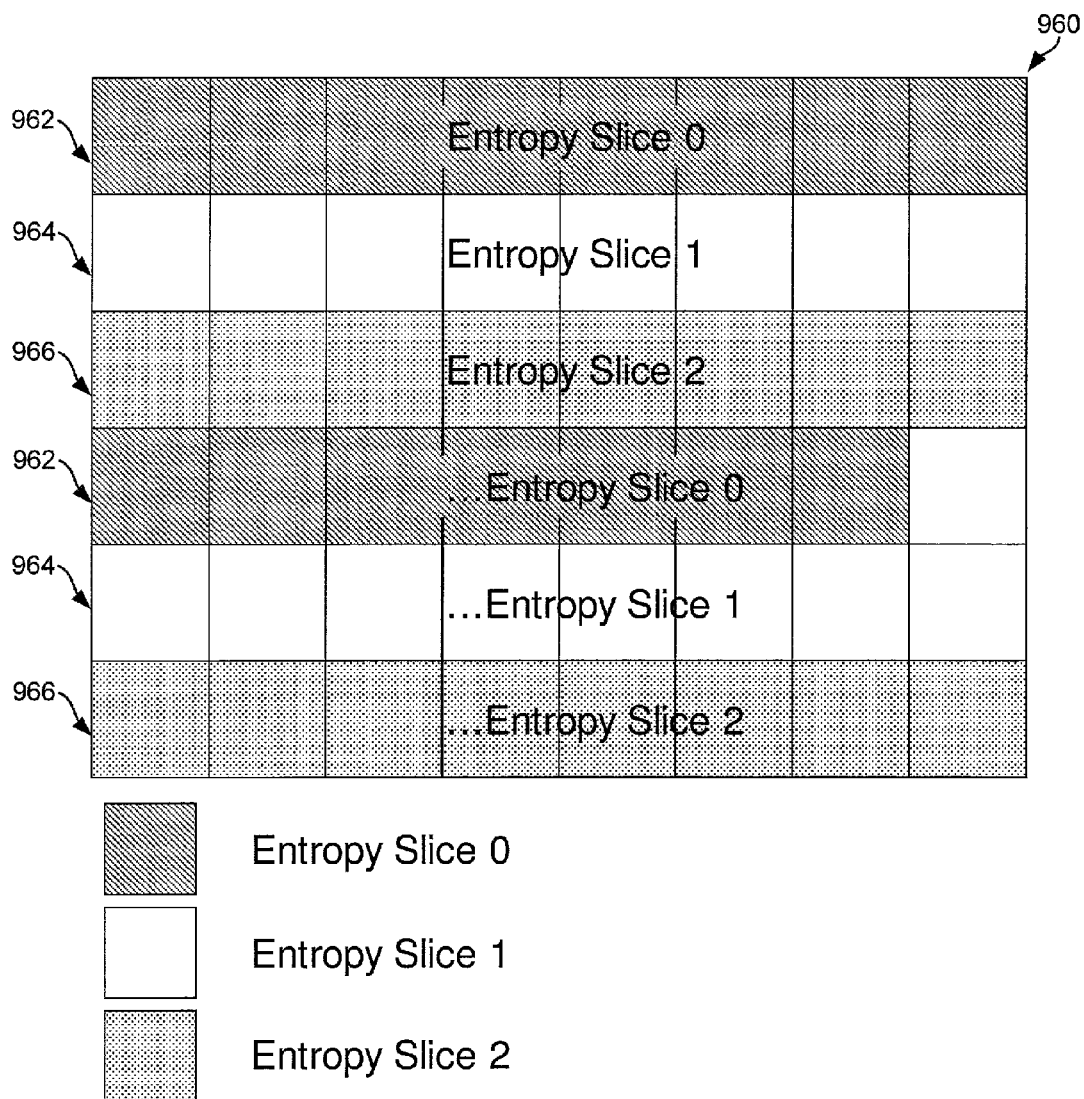 960
962
Entropy Slice 0
964
Entropy Slice 1
966
Entropy Slice 2
962
...Entropy Slice 0
964
...Entropy Slice 1
966
...Entropy Slice 2
Entropy Slice 0
Entropy Slice 1
Entropy Slice 2